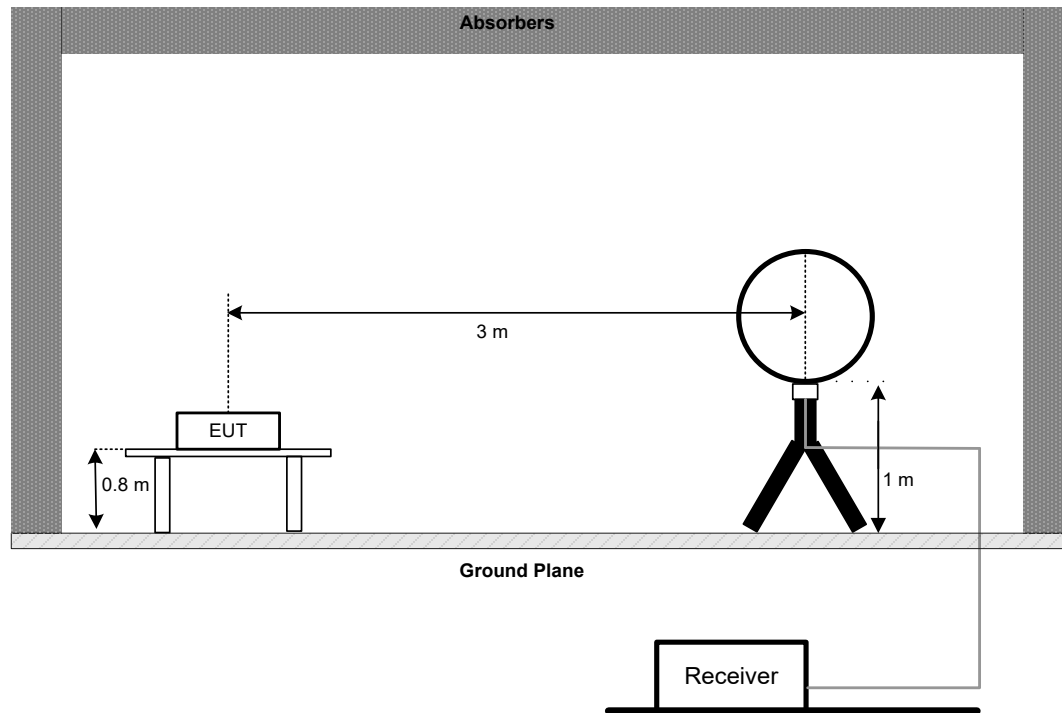 Absorbers
3 m
EUT
0.8 m
1 m
Ground Plane
Receiver